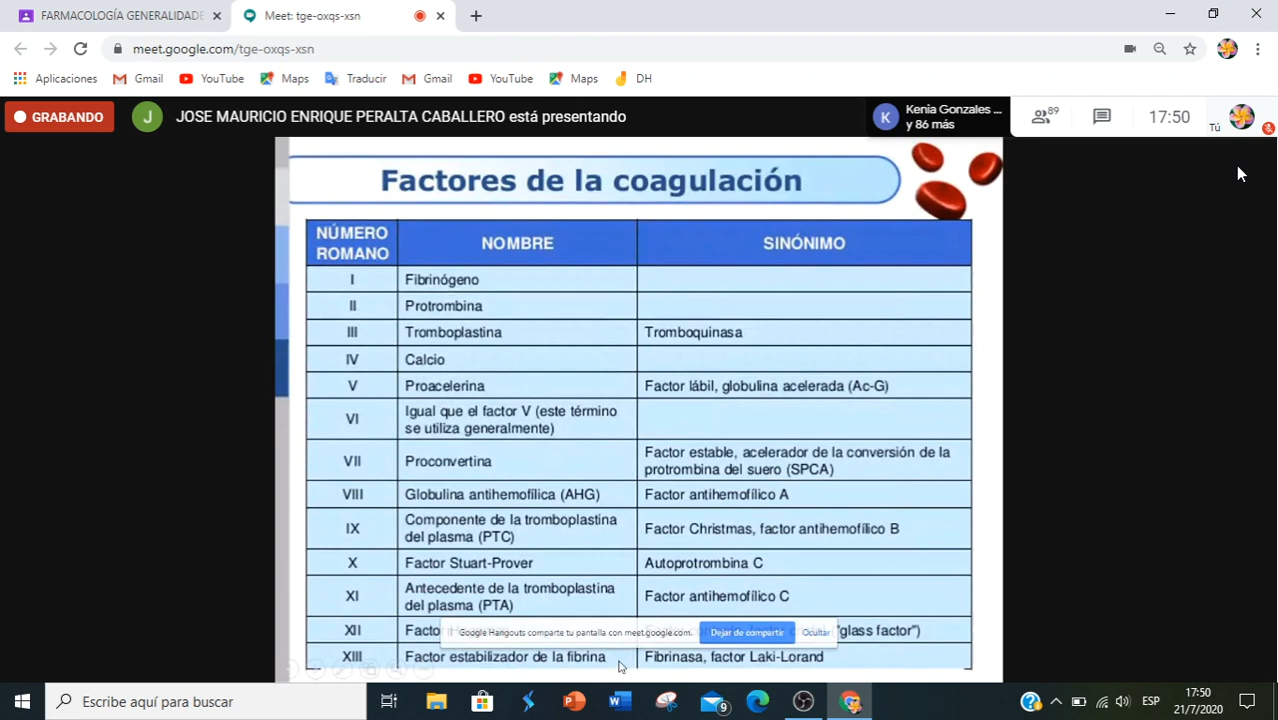 FARMACOLOGÍA GENERALIDADE
Meet: tge-oxqs-xsn
meet.google.com/tge-oxqs-xsn
Aplicaciones Gmail YouTube Maps Traducir Gmail YouTube Maps DH
GRABANDO
J
JOSE MAURICIO ENRIQUE PERALTA CABALLERO está presentando
K
Kenia Gonzales ...
y 86 más
89
17:50
Tú
Factores de la coagulación
NÚMERO ROMANO NOMBRE SINÓNIMO
I Fibrinógeno
II Protrombina
III Tromboplastina Tromboquinasa
IV Calcio
V Proacelerina Factor lábil, globulina acelerada (Ac-G)
VI Igual que el factor V (este término
se utiliza generalmente)
VII Proconvertina Factor estable, acelerador de la conversión de la
protrombina del suero (SPCA)
VIII Globulina antihemofílica (AHG) Factor antihemofílico A
IX Componente de la tromboplastina
del plasma (PTC) Factor Christmas, factor antihemofílico B
X Factor Stuart-Prover Autoprotrombina C
XI Antecedente de la tromboplastina
del plasma (PTA) Factor antihemofílico C
XII Factor "glass factor")
Google Hangouts comparte tu pantalla con meet.google.com. Dejar de compartir Ocultar
XIII Factor estabilizador de la fibrina Fibrinasa, factor Laki-Lorand
Escribe aquí para buscar
9
ESP
17:50
21/7/2020